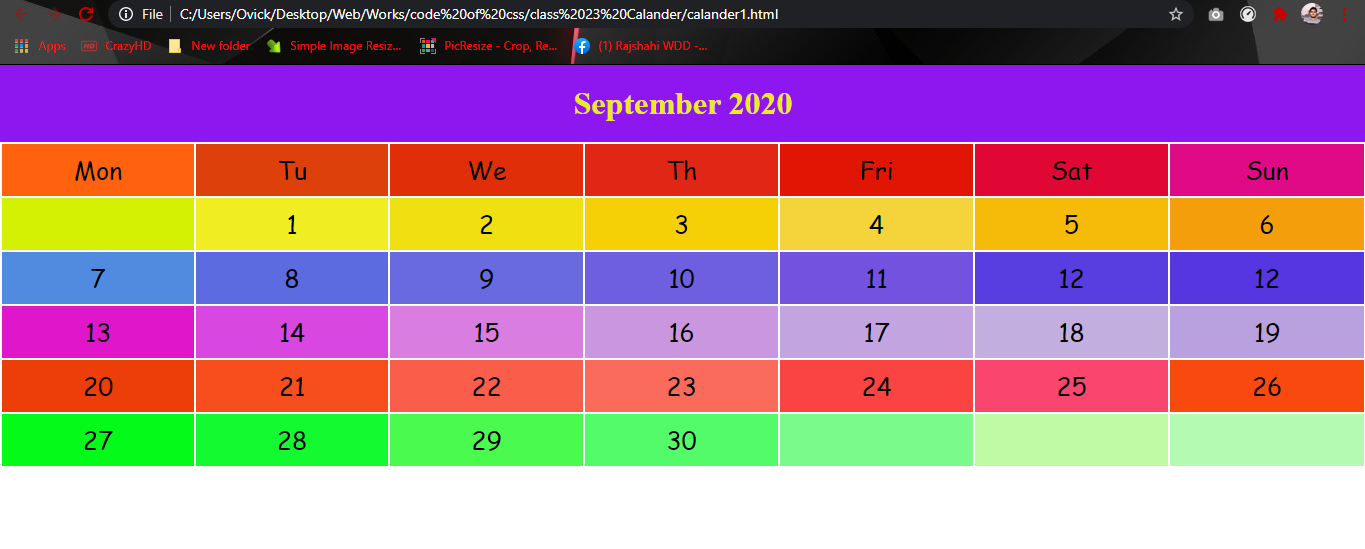 File C:/Users/Ovick/Desktop/Web/Works/code%20of%20css/class%2023%20Calander/calander1.html
Apps HD CrazyHD New folder Simple Image Resiz... PicResize - Crop, Re... (1) Rajshahi WDD -...
September 2020
Mon Tu We Th Fri Sat Sun
1 2 3 4 5 6
7 8 9 10 11 12 12
13 14 15 16 17 18 19
20 21 22 23 24 25 26
27 28 29 30